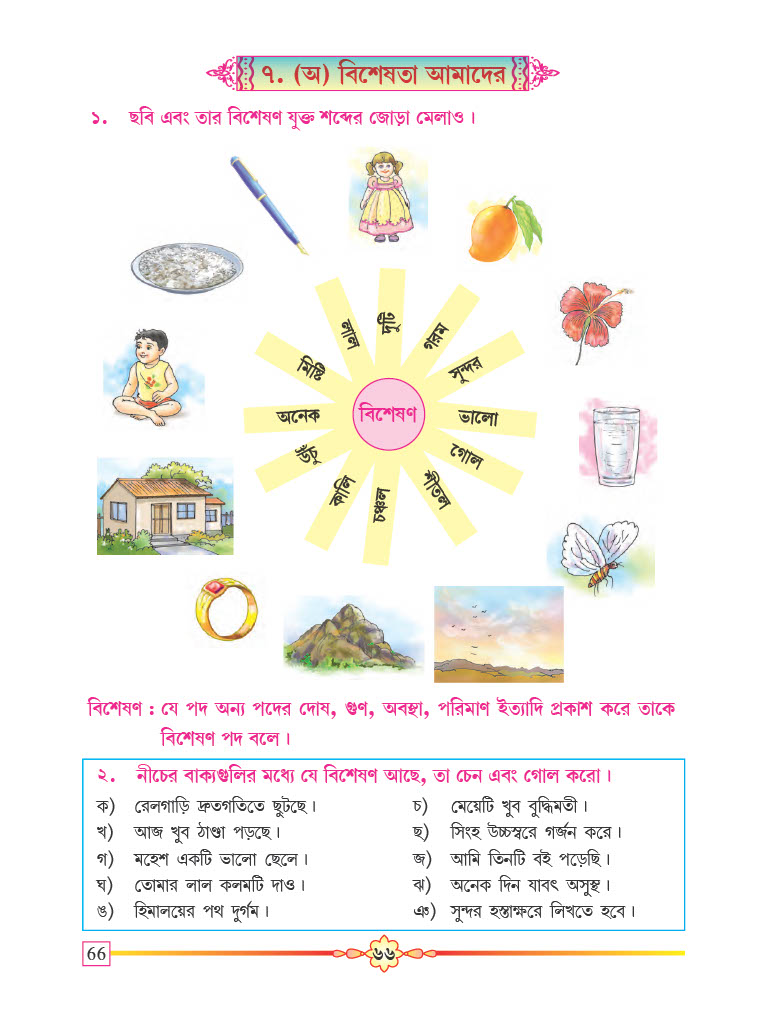 ৭. (অ) বিশেষতা আমাদের
১. ছবি এবং তার বিশেষণ যুক্ত শব্দের জোড়া মেলাও।
দুটি
লাল
গরম
মিষ্টি
সুন্দর
অনেক
বিশেষণ
ভালো
উঁচু
গোল
কালি
শীতল
চঞ্চল
বিশেষণ : যে পদ অন্য পদের দোষ, গুণ, অবস্থা, পরিমাণ ইত্যাদি প্রকাশ করে তাকে
বিশেষণ পদ বলে।
২. নীচের বাক্যগুলির মধ্যে যে বিশেষণ আছে, তা চেন এবং গোল করো।
ক) রেলগাড়ি দ্রুতগতিতে ছুটছে।
খ) আজ খুব ঠাণ্ডা পড়ছে।
গ) মহেশ একটি ভালো ছেলে।
ঘ) তোমার লাল কলমটি দাও।
ঙ) হিমালয়ের পথ দুর্গম।
চ) মেয়েটি খুব বুদ্ধিমতী।
ছ) সিংহ উচ্চস্বরে গর্জন করে।
জ) আমি তিনটি বই পড়েছি।
ঝ) অনেক দিন যাবৎ অসুস্থ।
ঞ) সুন্দর হস্তাক্ষরে লিখতে হবে।
66
৬৬